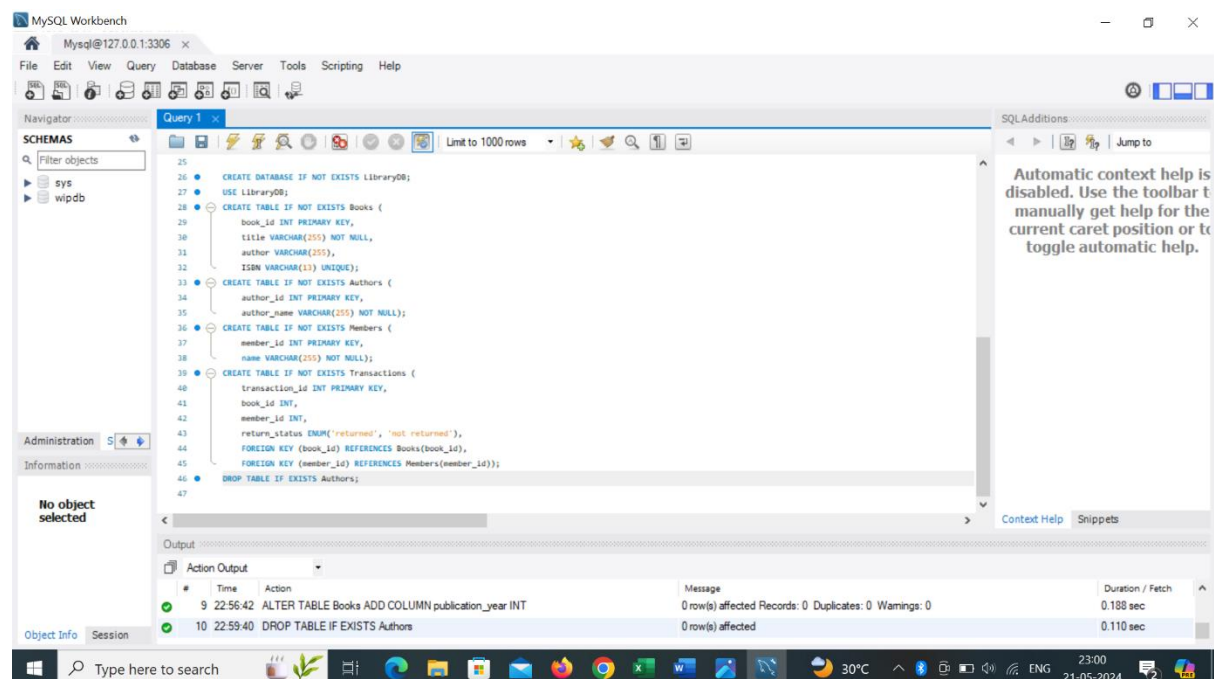 MySQL Workbench
Mysql@127.0.0.1:3306 ×
File Edit View Query Database Server Tools Scripting Help
Navigator
SCHEMAS
Filter objects
sys
wipdb
Administration S
Information
No object
selected
Object Info Session
Query 1 ×
Limit to 1000 rows
25
26 CREATE DATABASE IF NOT EXISTS LibraryDB;
27 USE LibraryDB;
28 CREATE TABLE IF NOT EXISTS Books (
29 book_id INT PRIMARY KEY,
30 title VARCHAR(255) NOT NULL,
31 author VARCHAR(255),
32 ISBN VARCHAR(13) UNIQUE);
33 CREATE TABLE IF NOT EXISTS Authors (
34 author_id INT PRIMARY KEY,
35 author_name VARCHAR(255) NOT NULL);
36 CREATE TABLE IF NOT EXISTS Members (
37 member_id INT PRIMARY KEY,
38 name VARCHAR(255) NOT NULL);
39 CREATE TABLE IF NOT EXISTS Transactions (
40 transaction_id INT PRIMARY KEY,
41 book_id INT,
42 member_id INT,
43 return_status ENUM('returned', 'not returned'),
44 FOREIGN KEY (book_id) REFERENCES Books(book_id),
45 FOREIGN KEY (member_id) REFERENCES Members(member_id));
46 DROP TABLE IF EXISTS Authors;
47
SQLAdditions
Jump to
Automatic context help is
disabled. Use the toolbar t
manually get help for the
current caret position or to
toggle automatic help.
Context Help Snippets
Output
Action Output
# Time Action Message Duration / Fetch
9 22:56:42 ALTER TABLE Books ADD COLUMN publication_year INT 0 row(s) affected Records: 0 Duplicates: 0 Warnings: 0 0.188 sec
10 22:59:40 DROP TABLE IF EXISTS Authors 0 row(s) affected 0.110 sec
Type here to search
30°C
ENG
23:00
21-05-2024